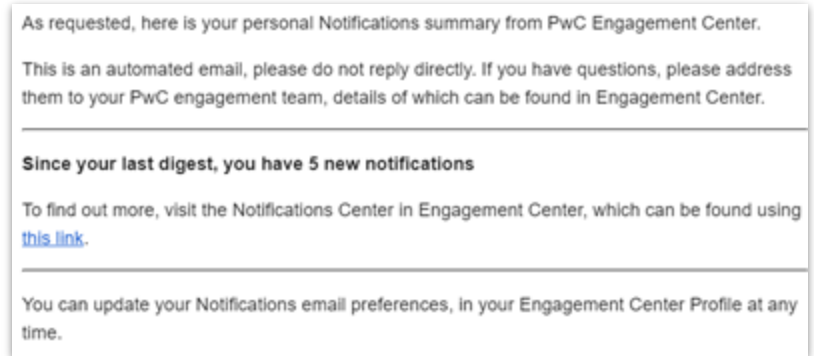 As requested, here is your personal Notifications summary from PwC Engagement Center.
This is an automated email, please do not reply directly. If you have questions, please address
them to your PwC engagement team, details of which can be found in Engagement Center.
Since your last digest, you have 5 new notifications
To find out more, visit the Notifications Center in Engagement Center, which can be found using
this link.
You can update your Notifications email preferences, in your Engagement Center Profile at any
time.